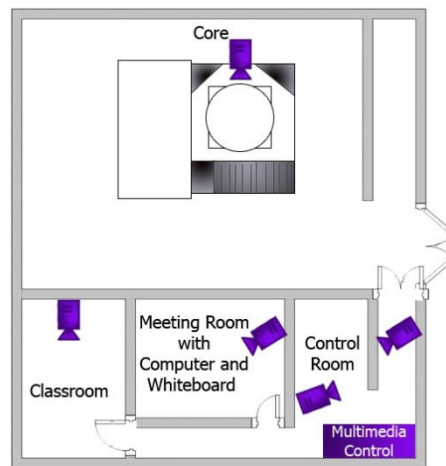 Core
Meeting Room
with
Computer and
Whiteboard
Control
Room
Classroom
Multimedia
Control